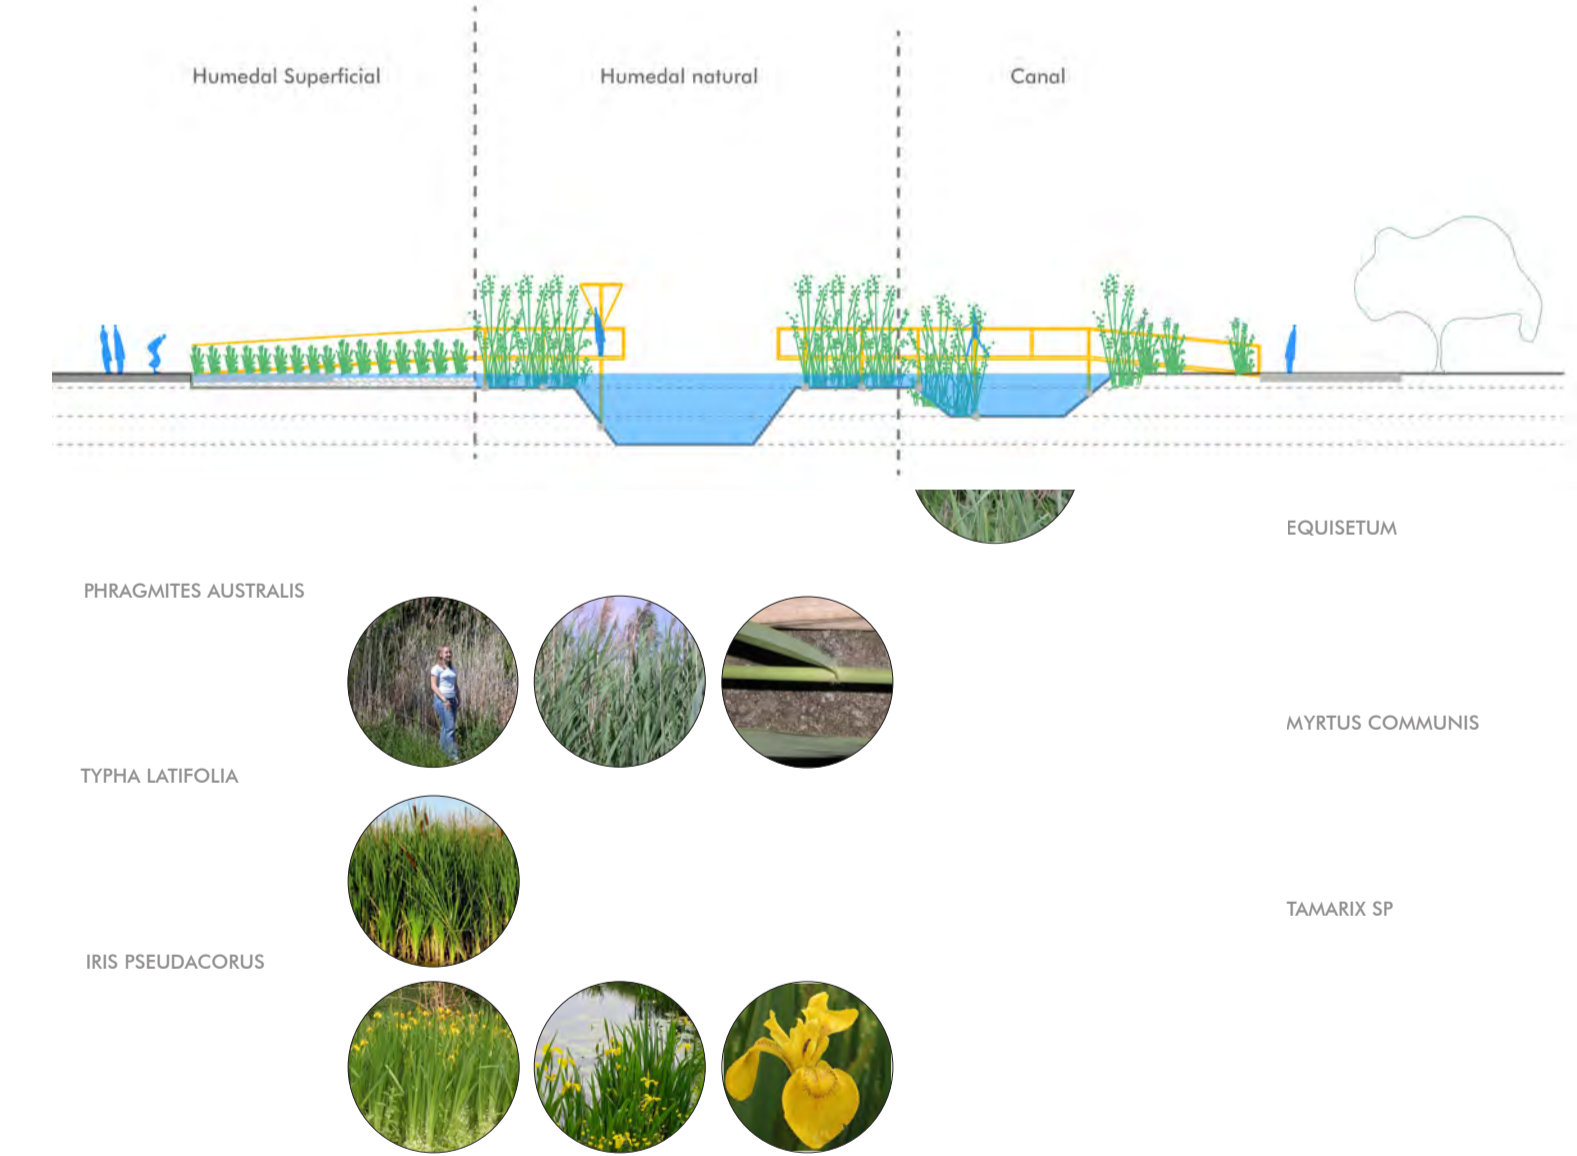 Humedal Superficial
Humedal natural
Canal
EQUISETUM
PHRAGMITES AUSTRALIS
MYRTUS COMMUNIS
TYPHA LATIFOLIA
TAMARIX SP
IRIS PSEUDACORUS